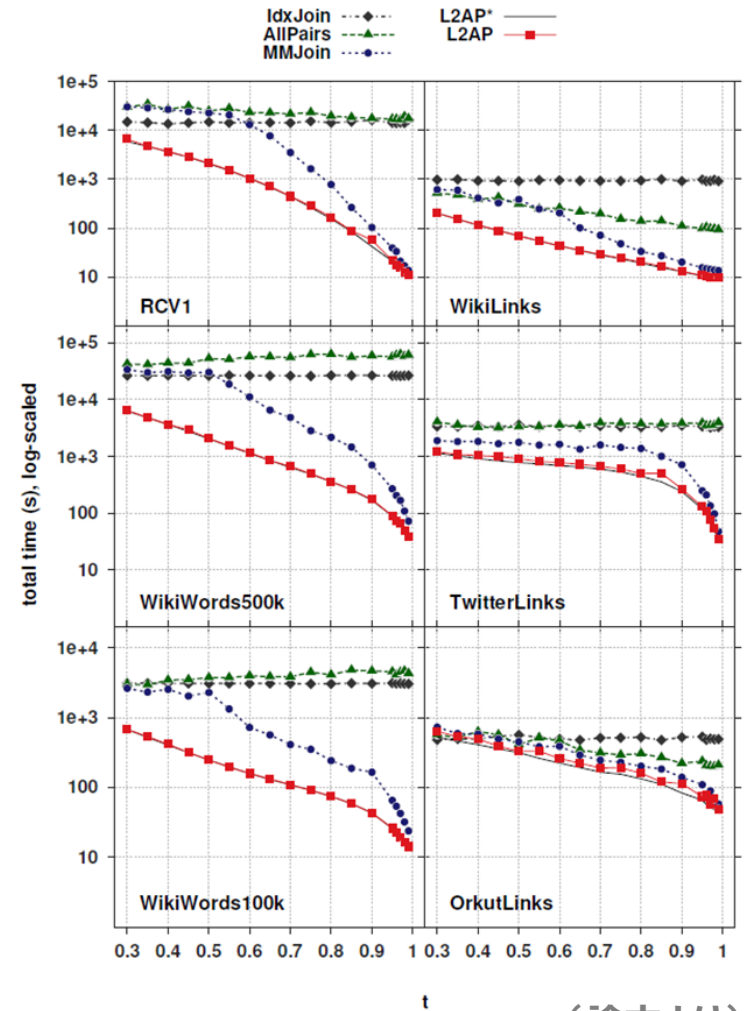 IdxJoin
AllPairs
MMJoin
L2AP*
L2AP
total time (s), log-scaled
1e+5
1e+4
1e+3
100
10
RCV1
WikiLinks
1e+5
1e+4
1e+3
100
10
WikiWords500k
TwitterLinks
1e+4
1e+3
100
10
WikiWords100k
OrkutLinks
0.3 0.4 0.5 0.6 0.7 0.8 0.9 1
0.3 0.4 0.5 0.6 0.7 0.8 0.9 1
t